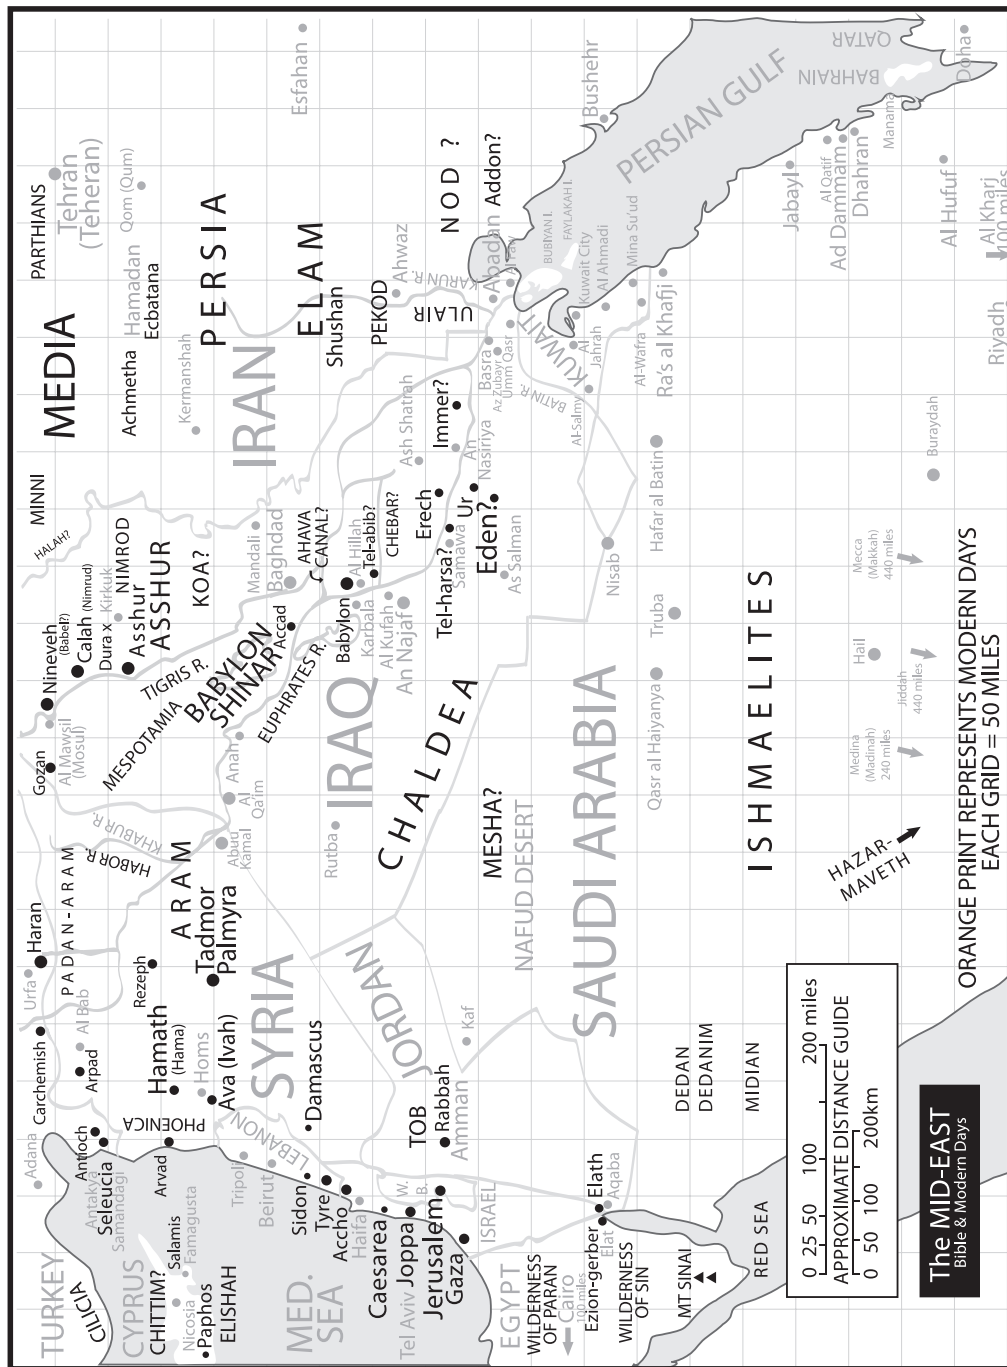 TURKEY
CILICIA
Adana
Carchemish
Urfa
Haran
PADAN-ARAM
Gozan
Al Mawsil
(Mosul)
Nineveh
(Babel?)
Calah (Nimrud)
Dura x Kirkuk
HALAH?
MINNI
MEDIA
PARTHIANS
Tehran
(Teheran)
Antioch
Antakya
Seleucia
Samandagi
Arpad
Al Bab
KHABUR R.
HABOR R.
MESPOTAMIA
TIGRIS R.
NIMROD
Asshur
ASSHUR
KOA?
Achmetha
Hamadan
Ecbatana
Qom (Qum)
CYPRUS
CHITTIM?
Nicosia
Paphos
ELISHAH
Salamis
Famagusta
Arvad
PHOENICA
Hamath
(Hama)
Homs
Ava (Ivah)
Rezeph
ARAM
Tadmor
Palmyra
Abuu
Kamal
Al
Qa'im
Anah
BABYLON
SHINAR
Accad
EUPHRATES R.
Mandali
Baghdad
Kermanshah
IRAN
PERSIA
Esfahan
Tripoli
Beirut
LEBANON
SYRIA
Damascus
Rutba
IRAQ
AHAVA
CANAL?
Babylon
Al Hillah
Tel-abib?
CHEBAR?
Karbala
Al Kufah
An Najaf
ELAM
Shushan
PEKOD
Ahwaz
ULAIR
KARUN R.
NOD ?
Addon?
MED.
SEA
Sidon
Tyre
Accho
Haifa
Caesarea
Tel Aviv
Joppa
Jerusalemi
Gaza
W.
B.
ISRAEL
JORDAN
TOB
Rabbah
Amman
Kaf
CHALDEA
MESHA?
Erech
Tel-harsa?
Samawa
Ur
Eden?
As Salman
Ash Shatrah
Immer?
An
Nasiriya
Basra
Az Zubayr
Umm Qasr
Abadan
Al Faw
BUBIYAN I.
FAYLAKAH I.
KUWAIT
Kuwait City
Al
Jahrah
Al Ahmadi
Mina Su'ud
Al-Wafra
Ra's al Khafji
BATIN R.
Al-Salmy
Bushehr
PERSIAN GULF
EGYPT
WILDERNESS
OF PARAN
Cairo
100 miles
Ezion-gerber
Elath
Elat
Aqaba
WILDERNESS
OF SIN
MT SINAI
RED SEA
NAFUD DESERT
SAUDI ARABIA
Nisab
Hafar al Batin
Truba
Qasr al Haiyanya
DEDAN
DEDANIM
MIDIAN
ISHMAELITES
Jabayl
Al Qatif
Ad Dammam
Dhahran
Manama
BAHRAIN
QATAR
Doha
Al Hufuf
Al Kharj
100 miles
Riyadh
Buraydah
Mecca
(Makkah)
440 miles
Hail
Jiddah
440 miles
Medina
(Madinah)
240 miles
HAZAR-
MAVETH
0 25 50 100 200 miles
APPROXIMATE DISTANCE GUIDE
0 50 100 200km
The MID-EAST
Bible & Modern Days
ORANGE PRINT REPRESENTS MODERN DAYS
EACH GRID = 50 MILES